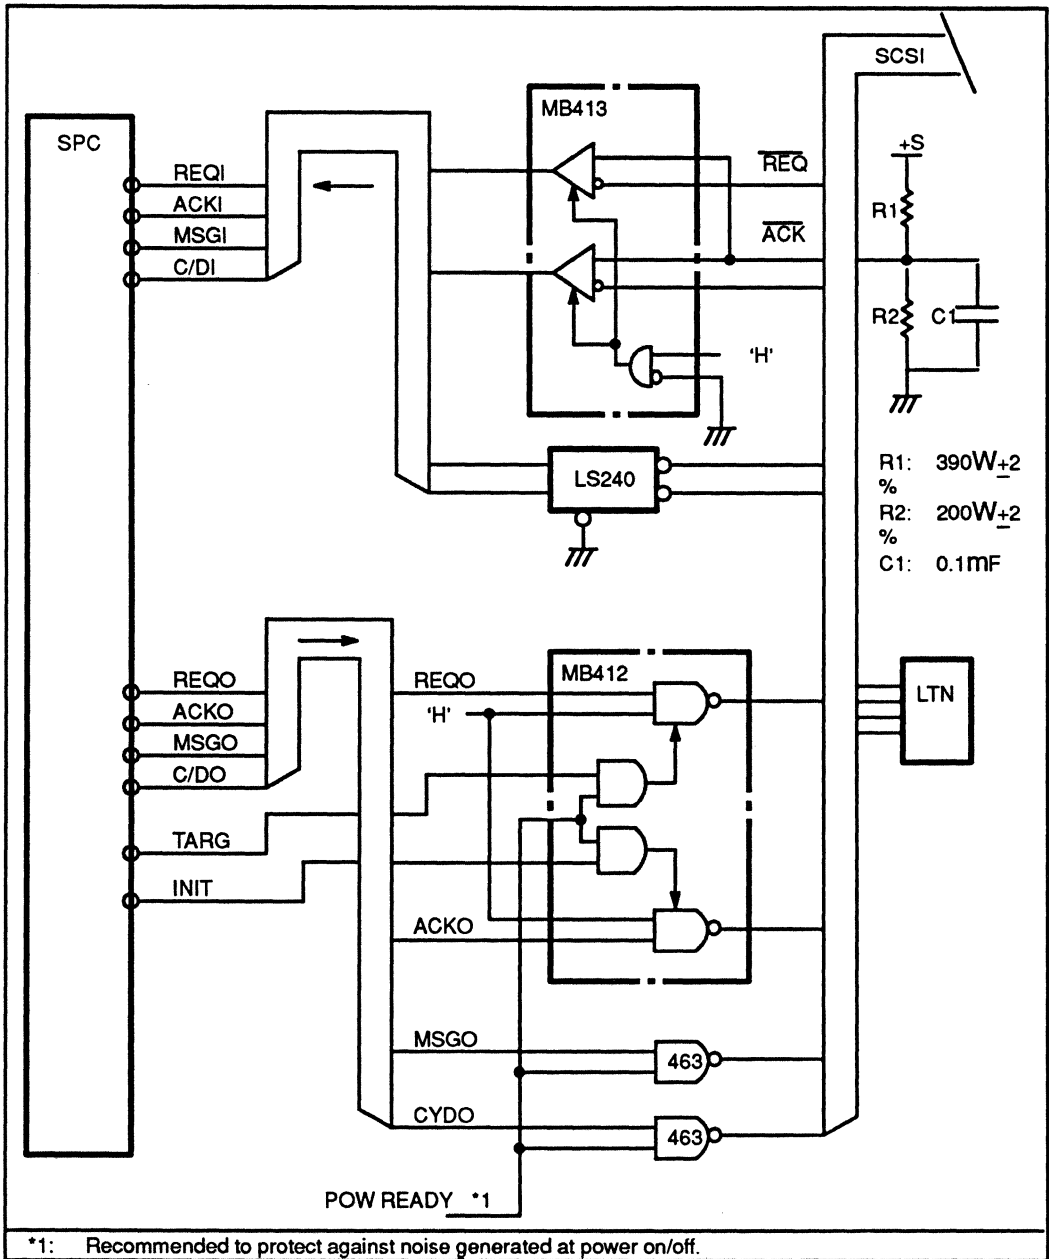 SCSI
MB413
SPC
+S
REQI
REQ
ACKI
R1
MSGI
ACK
C/DI
R2
C1
'H'
R1: 390W±2
%
LS240
R2: 200W±2
%
C1: 0.1mF
REQO
REQO
MB412
ACKO
'H'
LTN
MSGO
C/DO
TARG
INIT
ACKO
MSGO
463
CYDO
463
POW READY *1
*1: Recommended to protect against noise generated at power on/off.